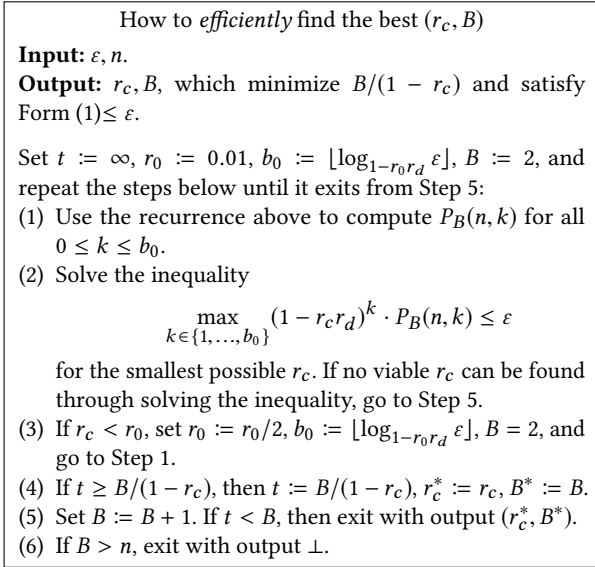 How to efficiently find the best (r_c, B)
Input: ε, n.
Output: r_c, B, which minimize B/(1 − r_c) and satisfy
Form (1)≤ ε.
Set t := ∞, r_0 := 0.01, b_0 := ⌊log_{1−r_0 r_d} ε⌋, B := 2, and
repeat the steps below until it exits from Step 5:
(1) Use the recurrence above to compute P_B(n, k) for all
0 ≤ k ≤ b_0.
(2) Solve the inequality
max_{k∈{1,...,b_0}} (1 − r_c r_d)^k · P_B(n, k) ≤ ε
for the smallest possible r_c. If no viable r_c can be found
through solving the inequality, go to Step 5.
(3) If r_c < r_0, set r_0 := r_0/2, b_0 := ⌊log_{1−r_0 r_d} ε⌋, B = 2, and
go to Step 1.
(4) If t ≥ B/(1 − r_c), then t := B/(1 − r_c), r_c^* := r_c, B^* := B.
(5) Set B := B + 1. If t < B, then exit with output (r_c^*, B^*).
(6) If B > n, exit with output ⊥.